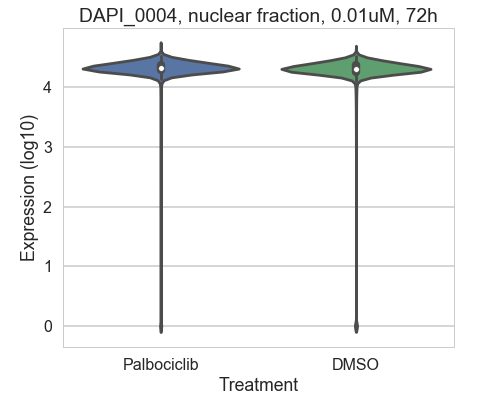 DAPI_0004, nuclear fraction, 0.01uM, 72h
Expression (log10)
4
3
2
1
0
Palbociclib
DMSO
Treatment